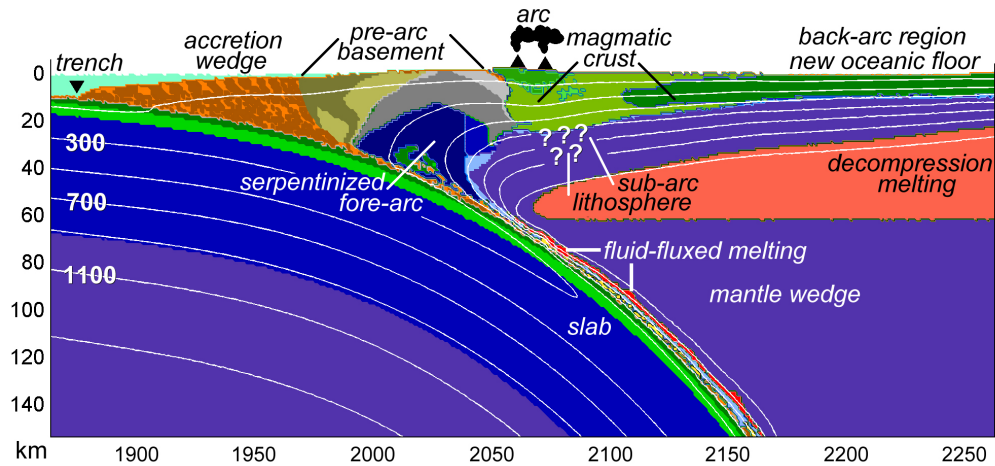 arc
trench
accretion
wedge
pre-arc
basement
magmatic
crust
back-arc region
new oceanic floor
0
20
300
40
? ? ?
? ?
decompression
melting
serpentinized
fore-arc
sub-arc
lithosphere
60
700
fluid-fluxed melting
80
1100
mantle wedge
100
slab
120
140
km
1900
1950
2000
2050
2100
2150
2200
2250